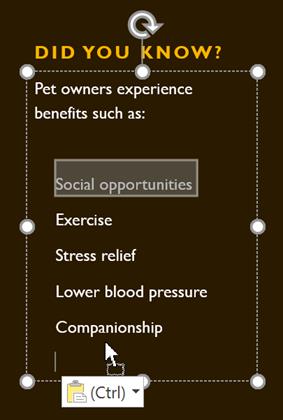 DID YOU KNOW?
Pet owners experience
benefits such as:
Social opportunities
Exercise
Stress relief
Lower blood pressure
Companionship
(Ctrl)